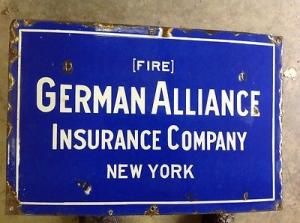 [FIRE]
GERMAN ALLIANCE
INSURANCE COMPANY
NEW YORK